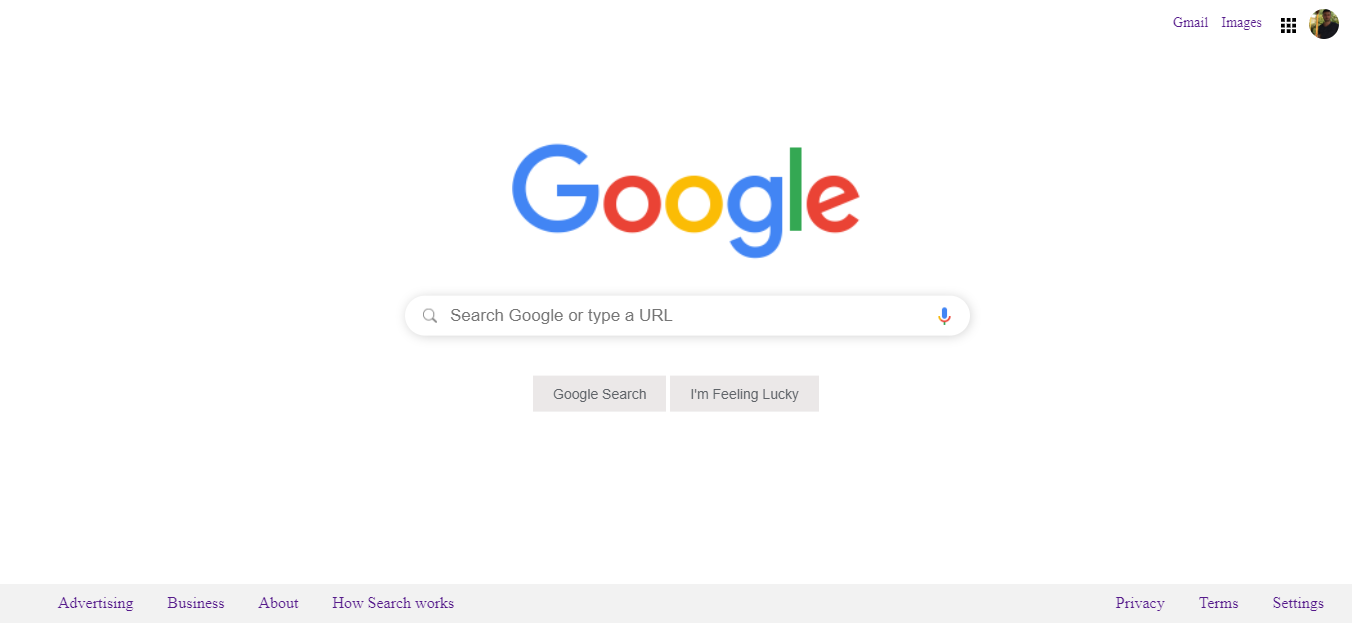 Gmail Images
Google
Search Google or type a URL
Google Search I'm Feeling Lucky
Advertising Business About How Search works Privacy Terms Settings